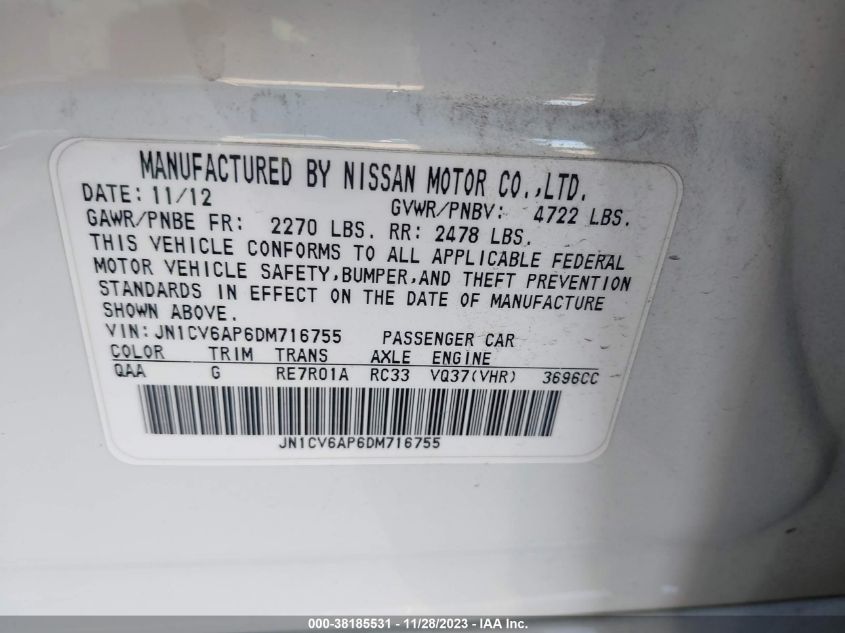 MANUFACTURED BY NISSAN MOTOR CO.,LTD.
DATE: 11/12 GVWR/PNBV: 4722 LBS.
GAWR/PNBE FR: 2270 LBS. RR: 2478 LBS.
THIS VEHICLE CONFORMS TO ALL APPLICABLE FEDERAL
MOTOR VEHICLE SAFETY,BUMPER,AND THEFT PREVENTION
STANDARDS IN EFFECT ON THE DATE OF MANUFACTURE
SHOWN ABOVE.
VIN: JN1CV6AP6DM716755 PASSENGER CAR
COLOR TRIM TRANS AXLE ENGINE
QAA G RE7R01A RC33 VQ37(VHR) 3696CC
JN1CV6AP6DM716755
000-38185531 - 11/28/2023 - IAA Inc.